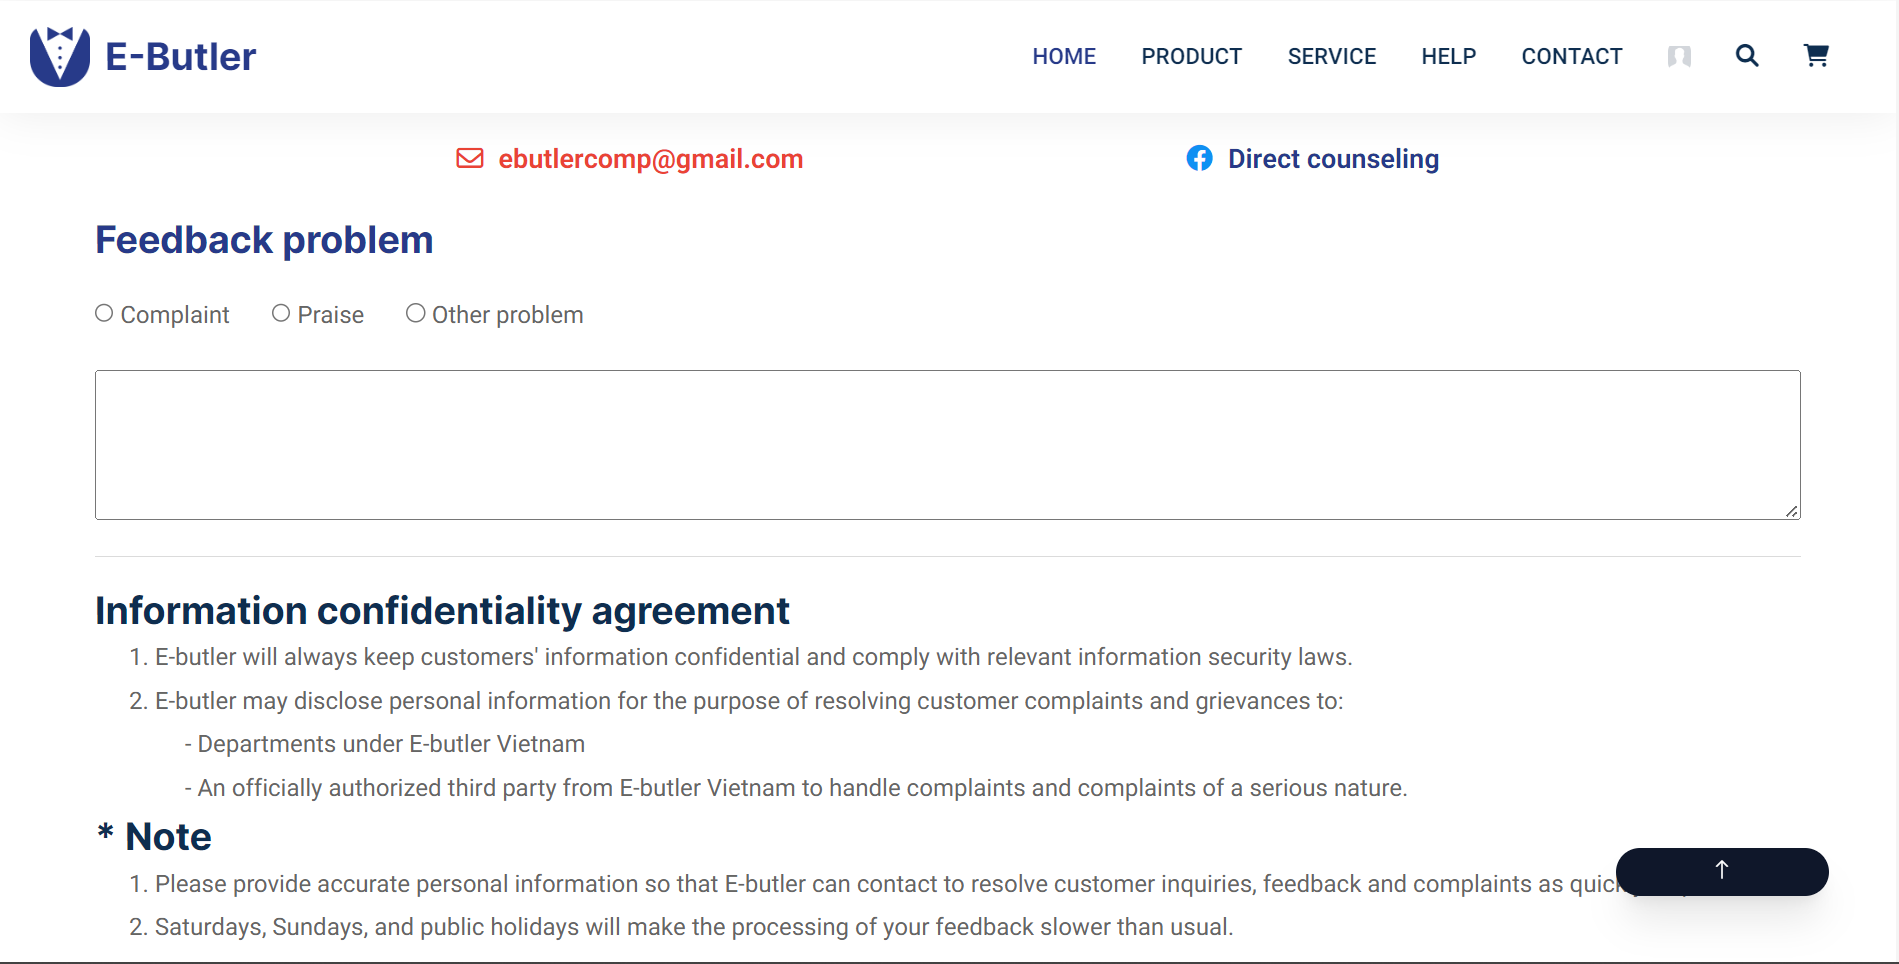 E-Butler
HOME PRODUCT SERVICE HELP CONTACT
ebutlercomp@gmail.com Direct counseling
Feedback problem
Complaint Praise Other problem
Information confidentiality agreement
1. E-butler will always keep customers' information confidential and comply with relevant information security laws.
2. E-butler may disclose personal information for the purpose of resolving customer complaints and grievances to:
- Departments under E-butler Vietnam
- An officially authorized third party from E-butler Vietnam to handle complaints and complaints of a serious nature.
* Note
1. Please provide accurate personal information so that E-butler can contact to resolve customer inquiries, feedback and complaints as
2. Saturdays, Sundays, and public holidays will make the processing of your feedback slower than usual.